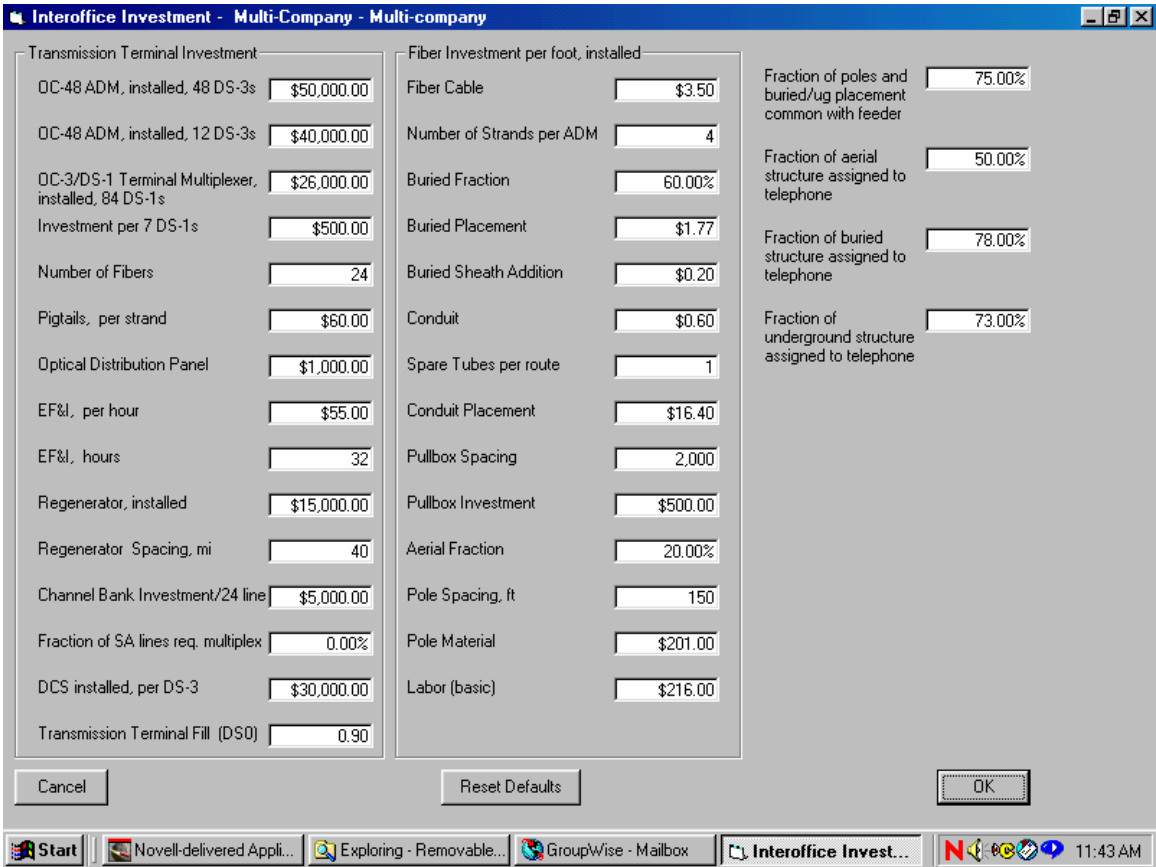 Interoffice Investment - Multi-Company - Multi-company
Transmission Terminal Investment
OC-48 ADM, installed, 48 DS-3s $50,000.00
OC-48 ADM, installed, 12 DS-3s $40,000.00
OC-3/DS-1 Terminal Multiplexer, $26,000.00
installed, 84 DS-1s
Investment per 7 DS-1s $500.00
Number of Fibers 24
Pigtails, per strand $60.00
Optical Distribution Panel $1,000.00
EF&I, per hour $55.00
EF&I, hours 32
Regenerator, installed $15,000.00
Regenerator Spacing, mi 40
Channel Bank Investment/24 line $5,000.00
Fraction of SA lines req. multiplex 0.00%
DCS installed, per DS-3 $30,000.00
Transmission Terminal Fill (DS0) 0.90
Fiber Investment per foot, installed
Fiber Cable $3.50
Number of Strands per ADM 4
Buried Fraction 60.00%
Buried Placement $1.77
Buried Sheath Addition $0.20
Conduit $0.60
Spare Tubes per route 1
Conduit Placement $16.40
Pullbox Spacing 2,000
Pullbox Investment $500.00
Aerial Fraction 20.00%
Pole Spacing, ft 150
Pole Material $201.00
Labor (basic) $216.00
Fraction of poles and 75.00%
buried/ug placement
common with feeder
Fraction of aerial 50.00%
structure assigned to
telephone
Fraction of buried 78.00%
structure assigned to
telephone
Fraction of 73.00%
underground structure
assigned to telephone
Cancel
Reset Defaults
OK
Start
Novell-delivered Appli...
Exploring - Removable...
GroupWise - Mailbox
Interoffice Invest...
N
11:43 AM